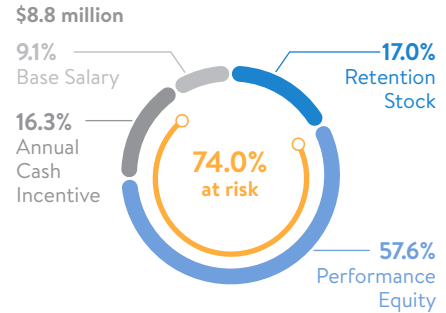 $8.8 million
9.1%
Base Salary
16.3%
Annual
Cash
Incentive
74.0%
at risk
17.0%
Retention
Stock
57.6%
Performance
Equity